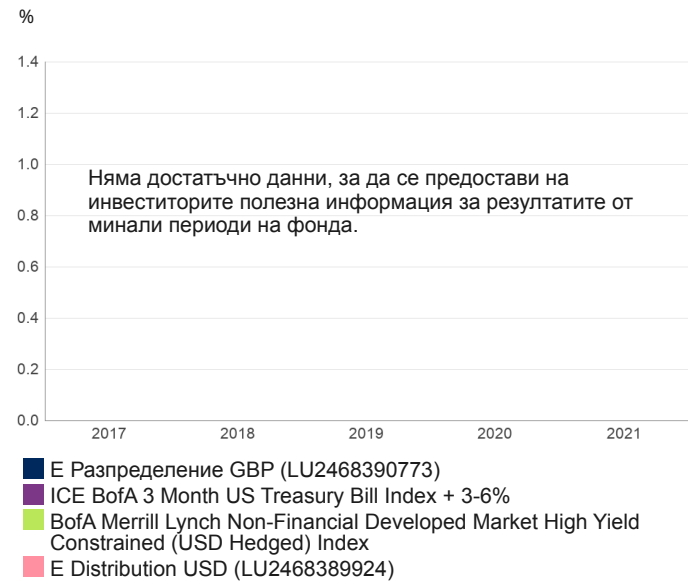 %
1.4
1.2
1.0
Няма достатъчно данни, за да се предостави на
инвеститорите полезна информация за резултатите от
0.8
минали периоди на фонда.
0.6
0.4
0.2
0.0
2017 2018 2019 2020 2021
E Разпределение GBP (LU2468390773)
ICE BofA 3 Month US Treasury Bill Index + 3-6%
BofA Merrill Lynch Non-Financial Developed Market High Yield
Constrained (USD Hedged) Index
E Distribution USD (LU2468389924)